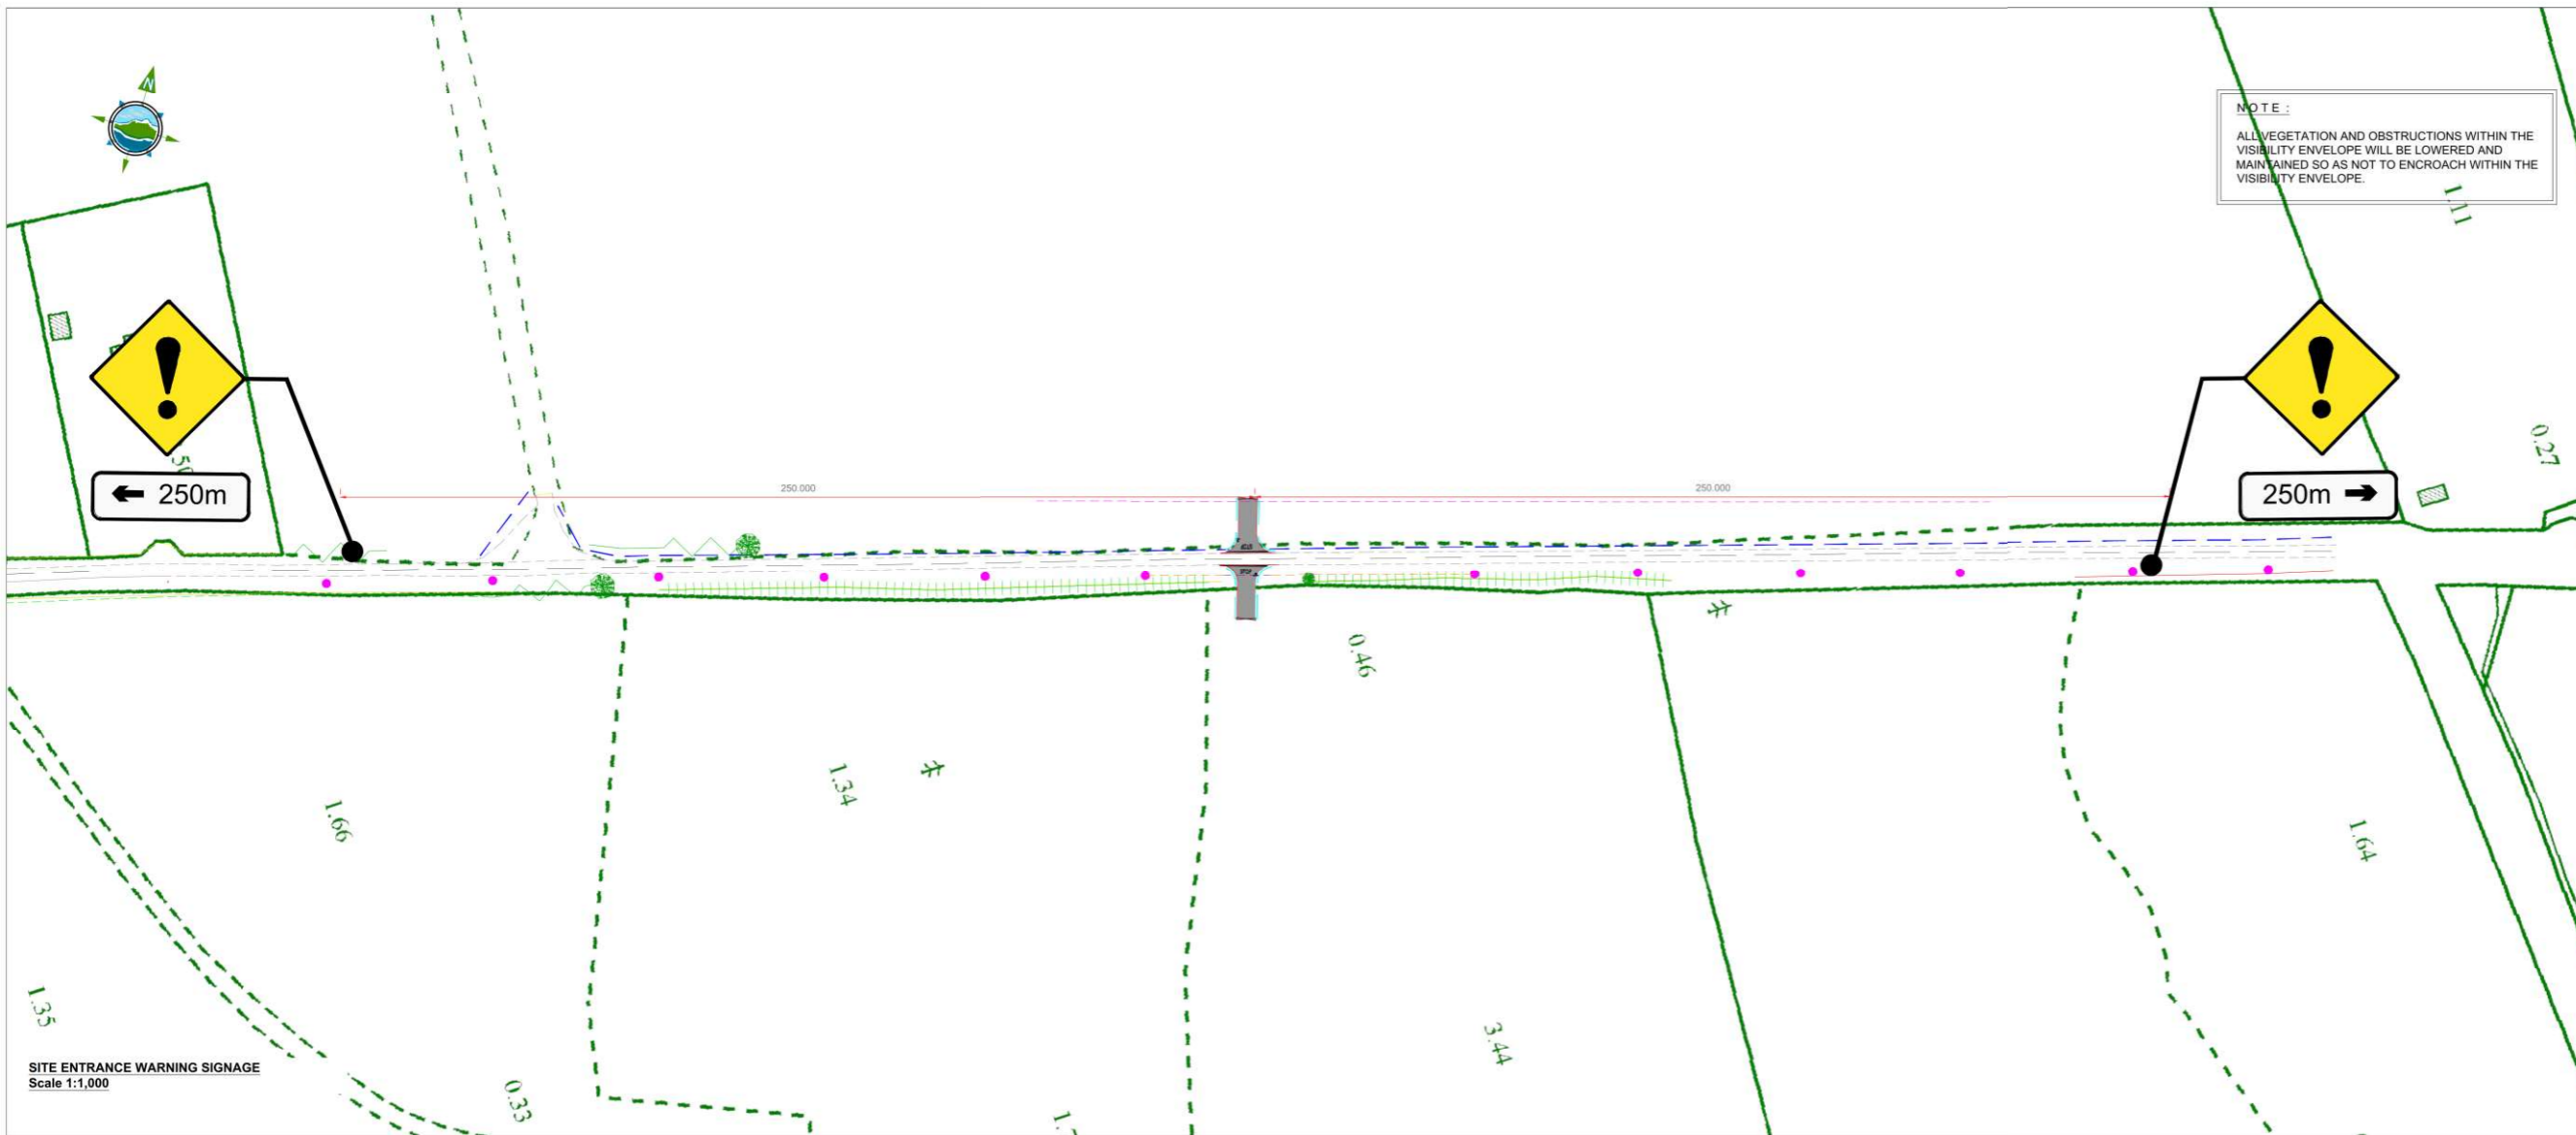 N
NOTE :
ALL VEGETATION AND OBSTRUCTIONS WITHIN THE
VISIBILITY ENVELOPE WILL BE LOWERED AND
MAINTAINED SO AS NOT TO ENCROACH WITHIN THE
VISIBILITY ENVELOPE.
1.11
0.27
← 250m
250.000
250.000
250m →
0.46
1.34
1.66
1.64
1.35
3.44
0.33
SITE ENTRANCE WARNING SIGNAGE
Scale 1:1,000